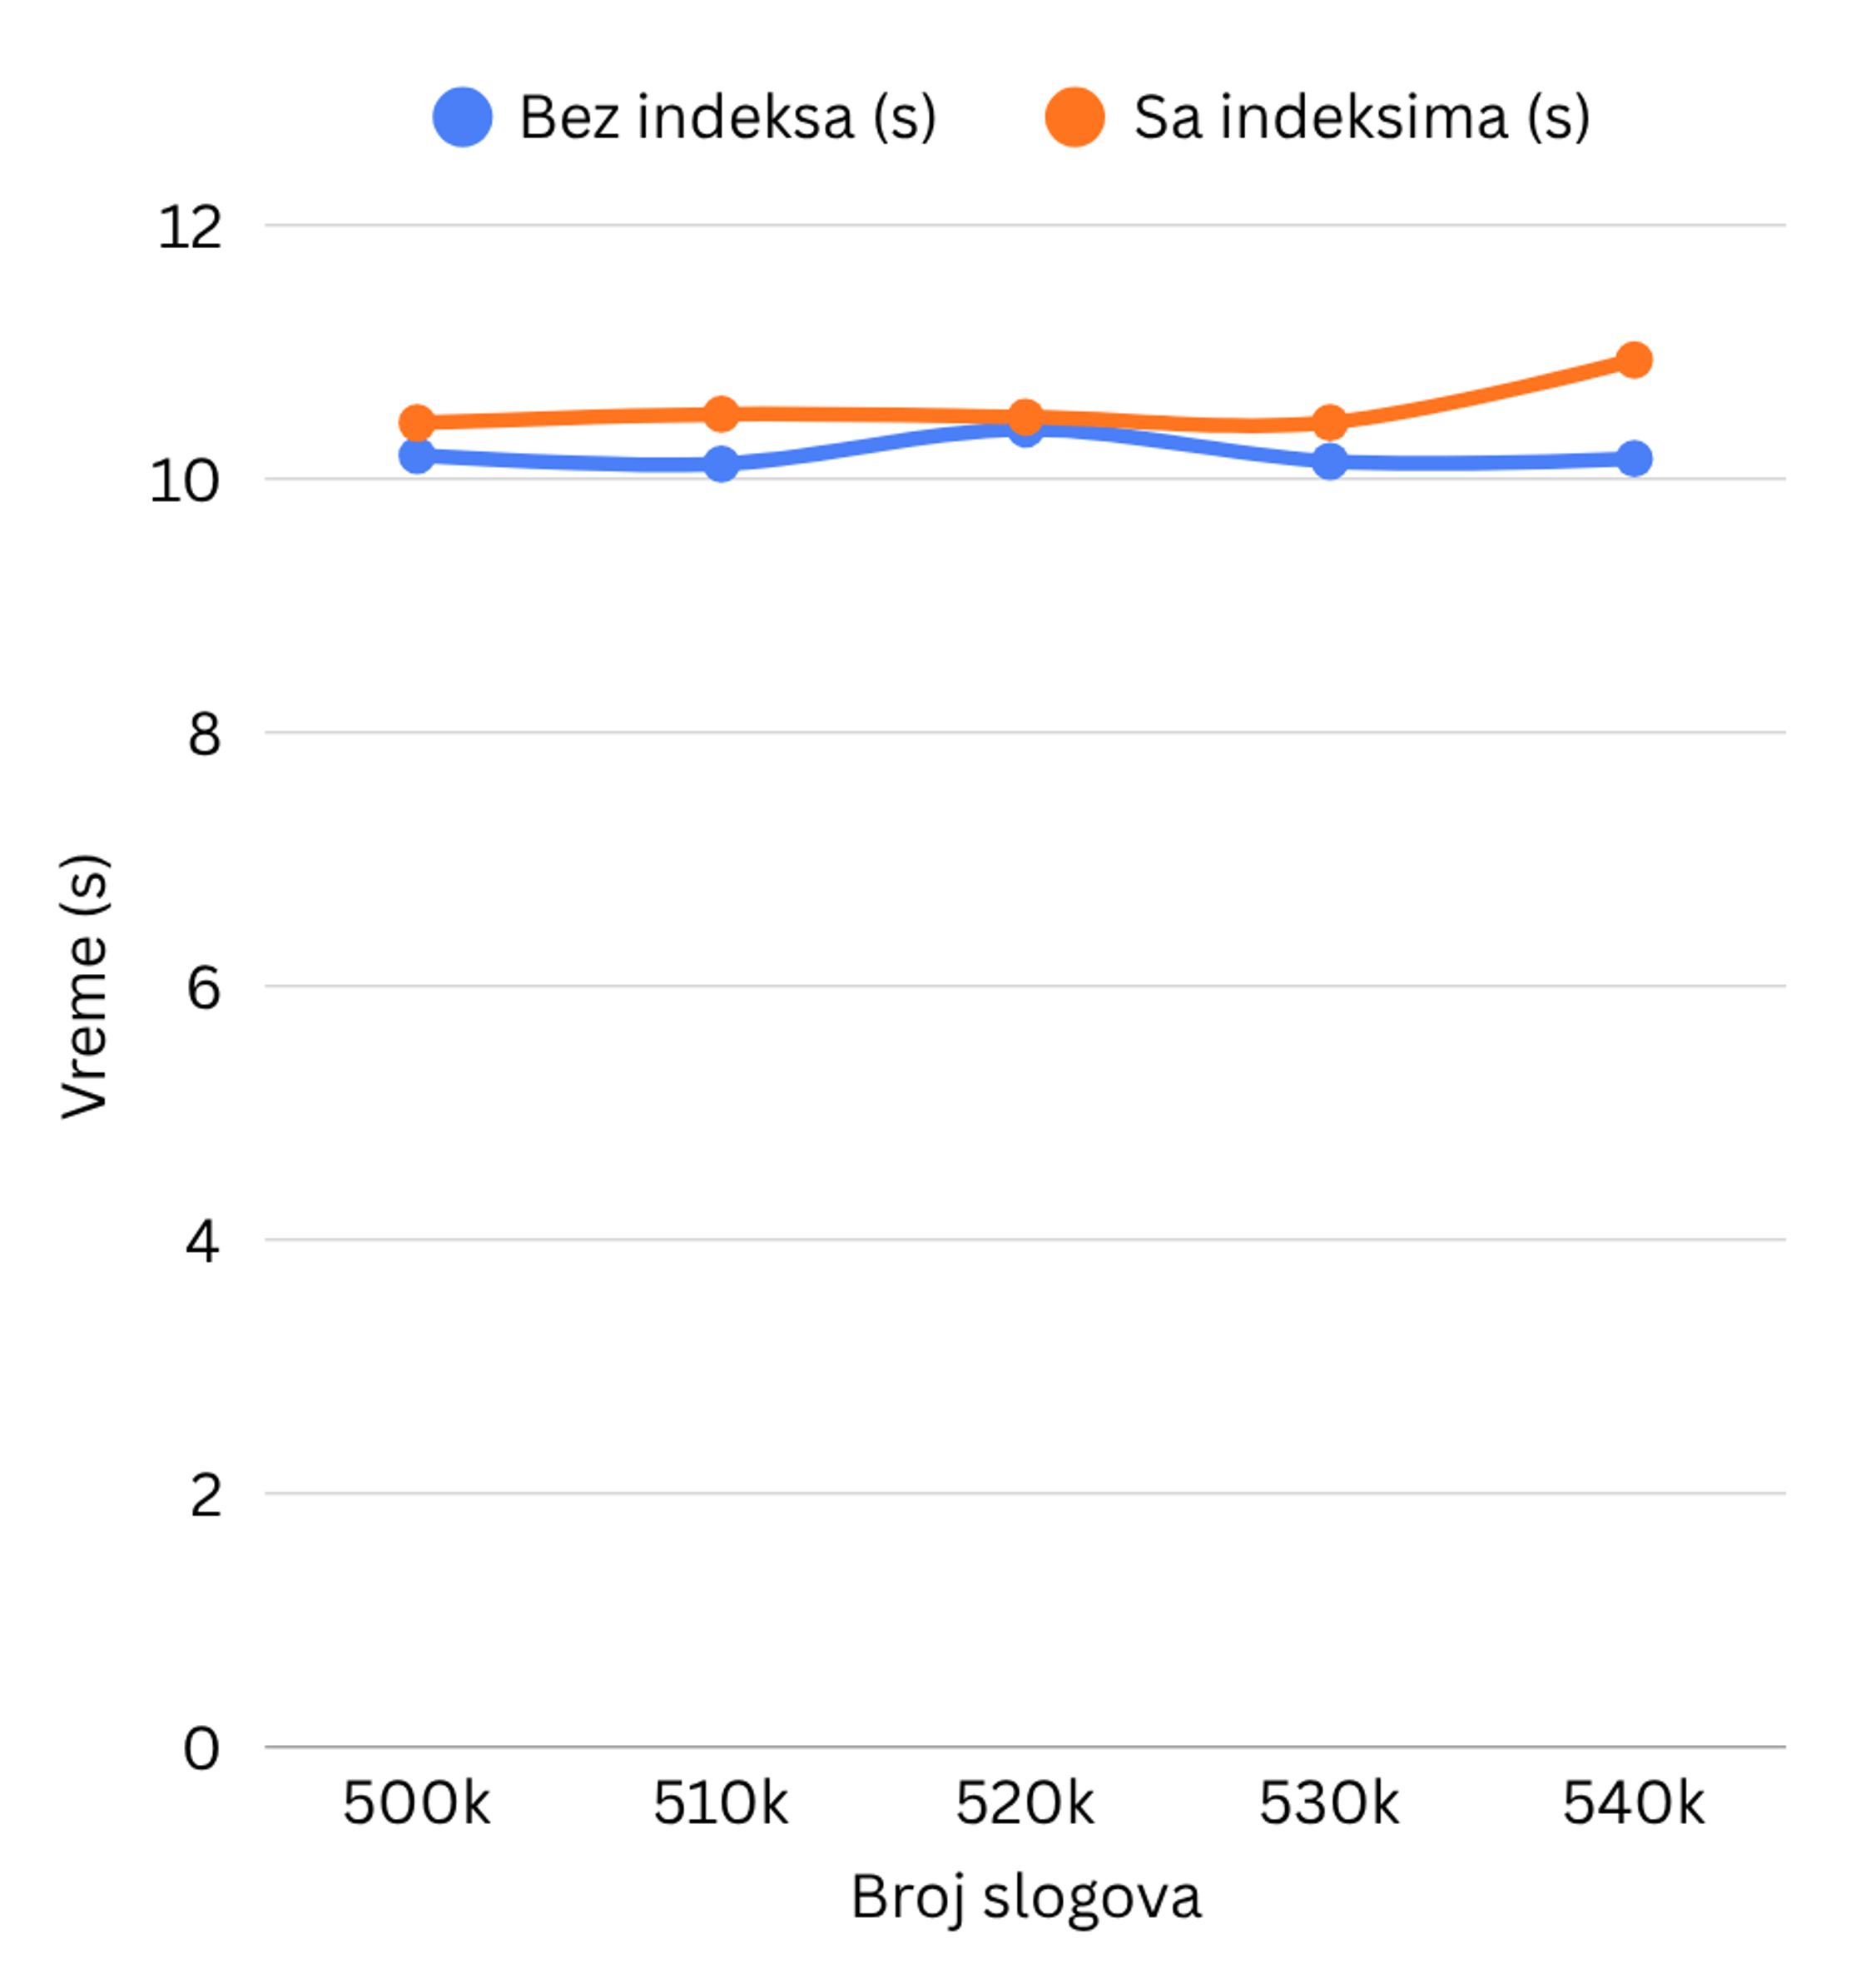 Bez indeksa (s) Sa indeksima (s)
12
10
8
6
4
2
0
Vreme (s)
500k 510k 520k 530k 540k
Broj slogova